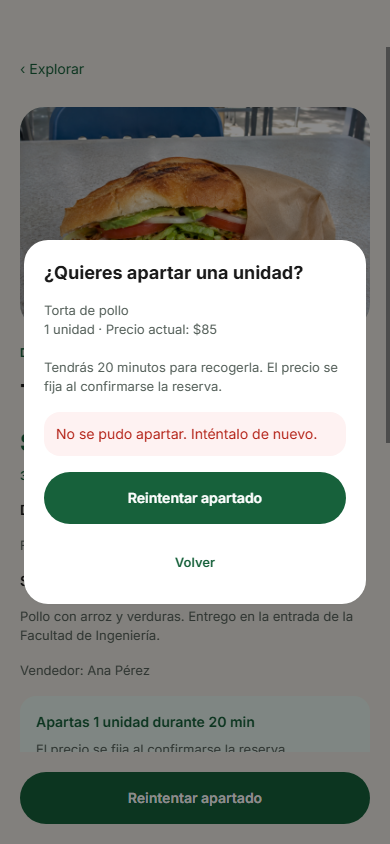 ‹ Explorar
¿Quieres apartar una unidad?
Torta de pollo
1 unidad · Precio actual: $85
Tendrás 20 minutos para recogerla. El precio se
fija al confirmarse la reserva.
No se pudo apartar. Inténtalo de nuevo.
Reintentar apartado
Volver
Pollo con arroz y verduras. Entrego en la entrada de la
Facultad de Ingeniería.
Vendedor: Ana Pérez
Apartas 1 unidad durante 20 min
El precio se fija al confirmarse la reserva
Reintentar apartado